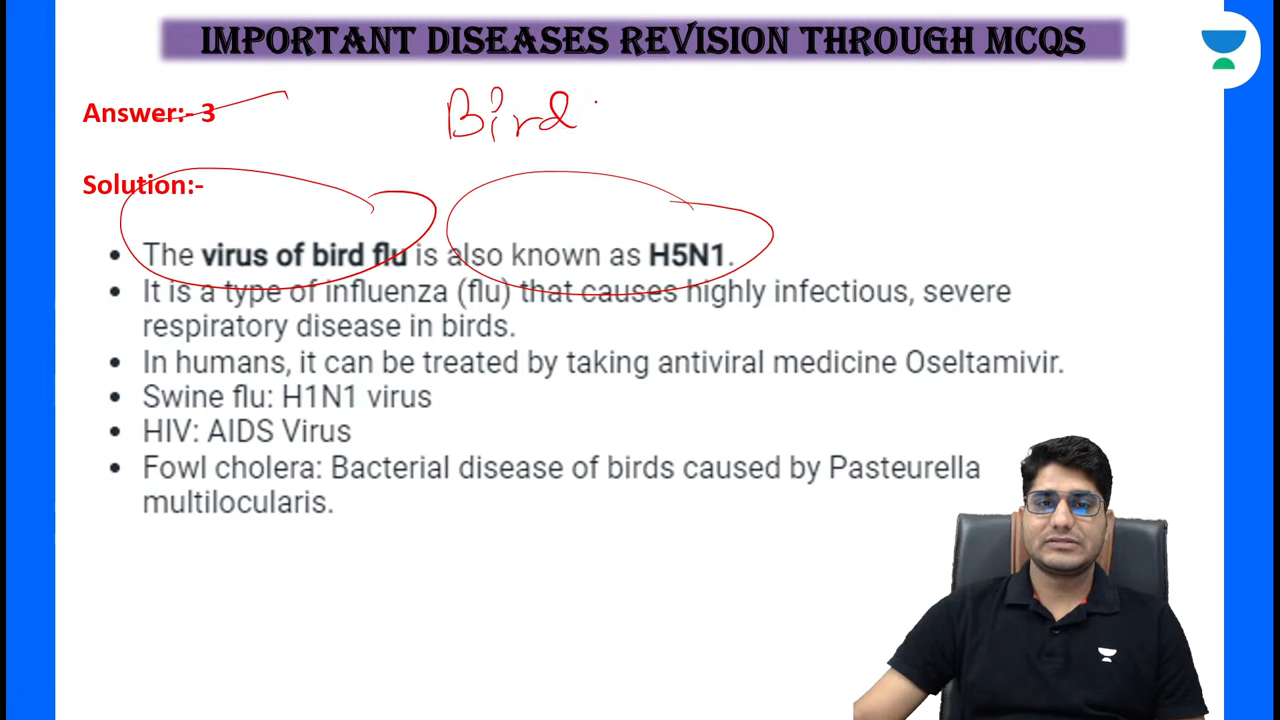 IMPORTANT DISEASES REVISION THROUGH MCQS
Answer:- 3
Bird
Solution:-
• The virus of bird flu is also known as H5N1.
• It is a type of influenza (flu) that causes highly infectious, severe
respiratory disease in birds.
• In humans, it can be treated by taking antiviral medicine Oseltamivir.
• Swine flu: H1N1 virus
• HIV: AIDS Virus
• Fowl cholera: Bacterial disease of birds caused by Pasteurella
multilocularis.